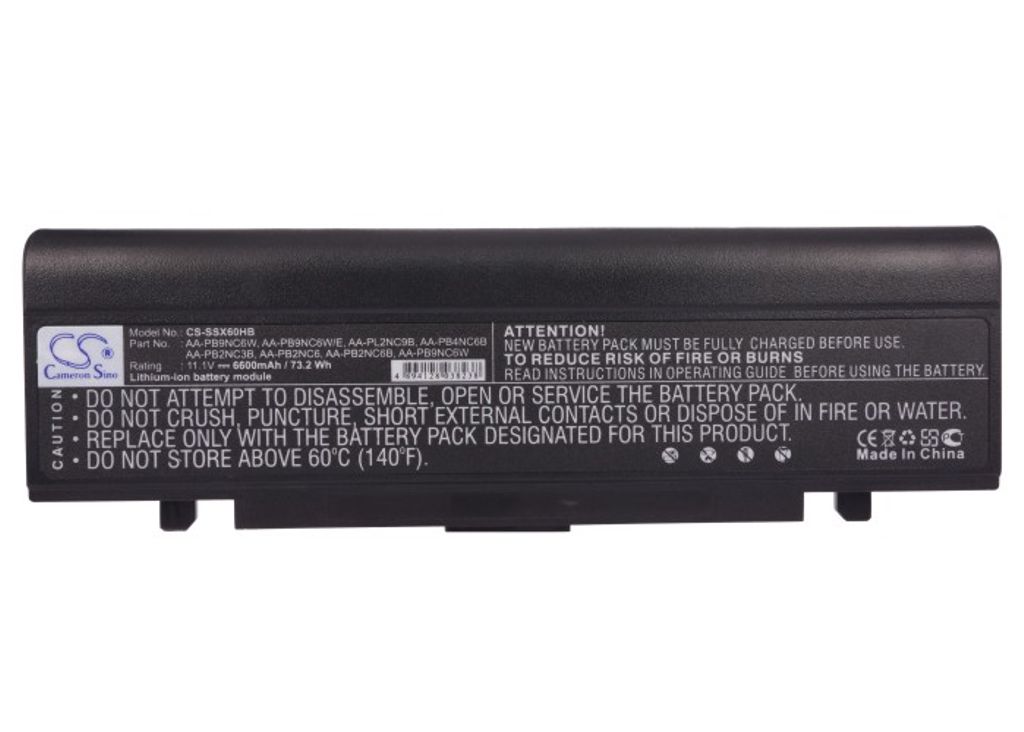 CS®
Cameron Sino
Model No.: CS-SSX60HB
Part No. : AA-PB9NC6W, AA-PB9NC6W/E, AA-PL2NC9B, AA-PB4NC6B
AA-PB2NC3B, AA-PB2NC6, AA-PB2NC6B, AA-PB9NC6W
Rating : 11.1V ⎓ 6600mAh / 73.2 Wh
Lithium-ion battery module
4 894128 038238
ATTENTION!
NEW BATTERY PACK MUST BE FULLY CHARGED BEFORE USE.
TO REDUCE RISK OF FIRE OR BURNS
READ INSTRUCTIONS IN OPERATING GUIDE BEFORE USING THE BATTERY.
CAUTION
• DO NOT ATTEMPT TO DISASSEMBLE, OPEN OR SERVICE THE BATTERY PACK.
• DO NOT CRUSH, PUNCTURE, SHORT EXTERNAL CONTACTS OR DISPOSE OF IN FIRE OR WATER.
• REPLACE ONLY WITH THE BATTERY PACK DESIGNATED FOR THIS PRODUCT.
• DO NOT STORE ABOVE 60°C (140°F).
CE
Made In China